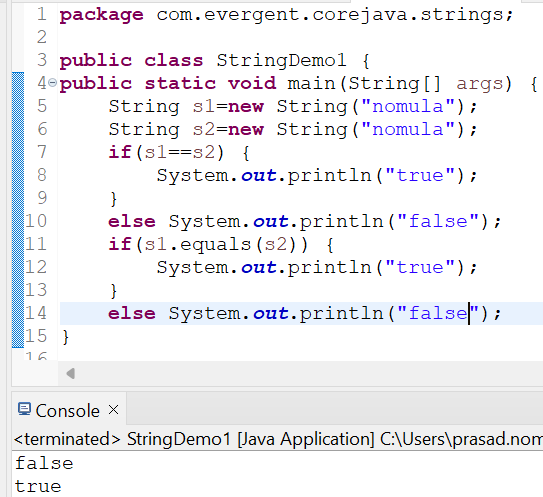 1 package com.evergent.corejava.strings;
2
3 public class StringDemo1 {
4 public static void main(String[] args) {
5     String s1=new String("nomula");
6     String s2=new String("nomula");
7     if(s1==s2) {
8         System.out.println("true");
9     }
10     else System.out.println("false");
11     if(s1.equals(s2)) {
12         System.out.println("true");
13     }
14     else System.out.println("false");
15 }
16
Console
<terminated> StringDemo1 [Java Application] C:\Users\prasad.nom
false
true